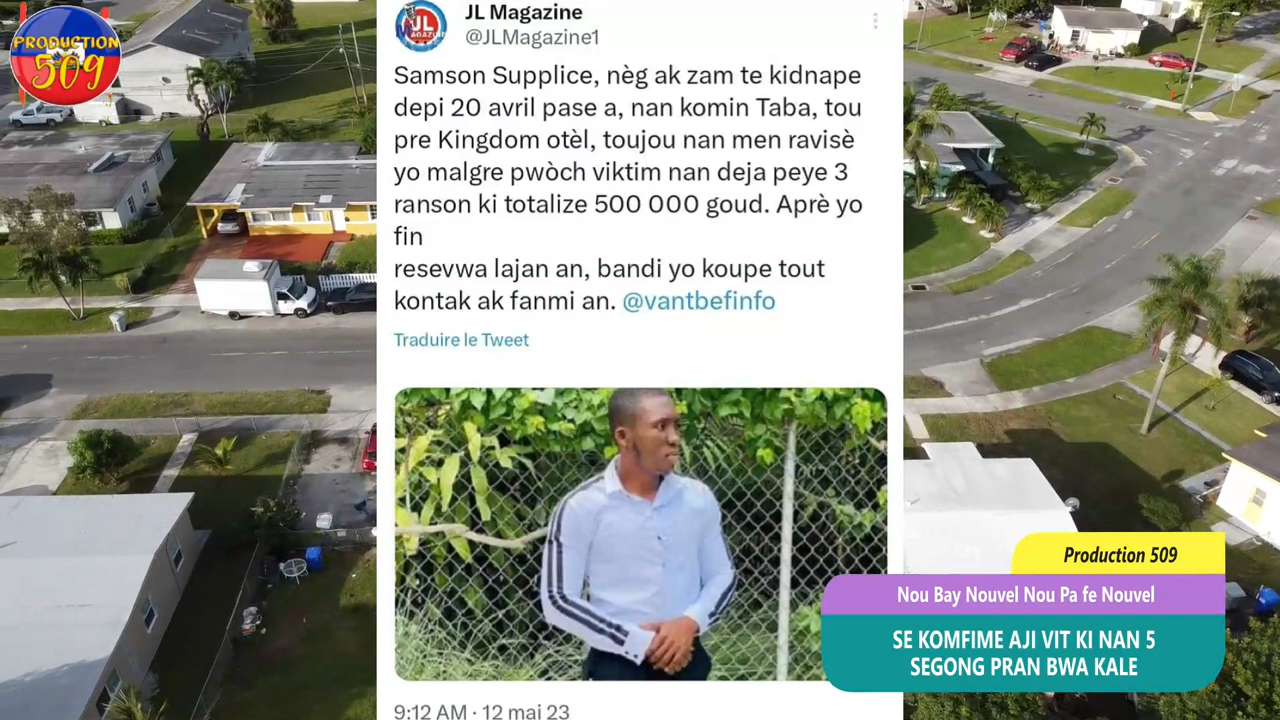 PRODUCTION
509
JL
MAGAZINE
JL Magazine
@JLMagazine1
Samson Supplice, nèg ak zam te kidnape
depi 20 avril pase a, nan komin Taba, tou
pre Kingdom otèl, toujou nan men ravisè
yo malgre pwòch viktim nan deja peye 3
ranson ki totalize 500 000 goud. Aprè yo
fin
resevwa lajan an, bandi yo koupe tout
kontak ak fanmi an. @vantbefinfo
Traduire le Tweet
9:12 AM · 12 mai 23
Production 509
Nou Bay Nouvel Nou Pa fe Nouvel
SE KOMFIME AJI VIT KI NAN 5
SEGONG PRAN BWA KALE